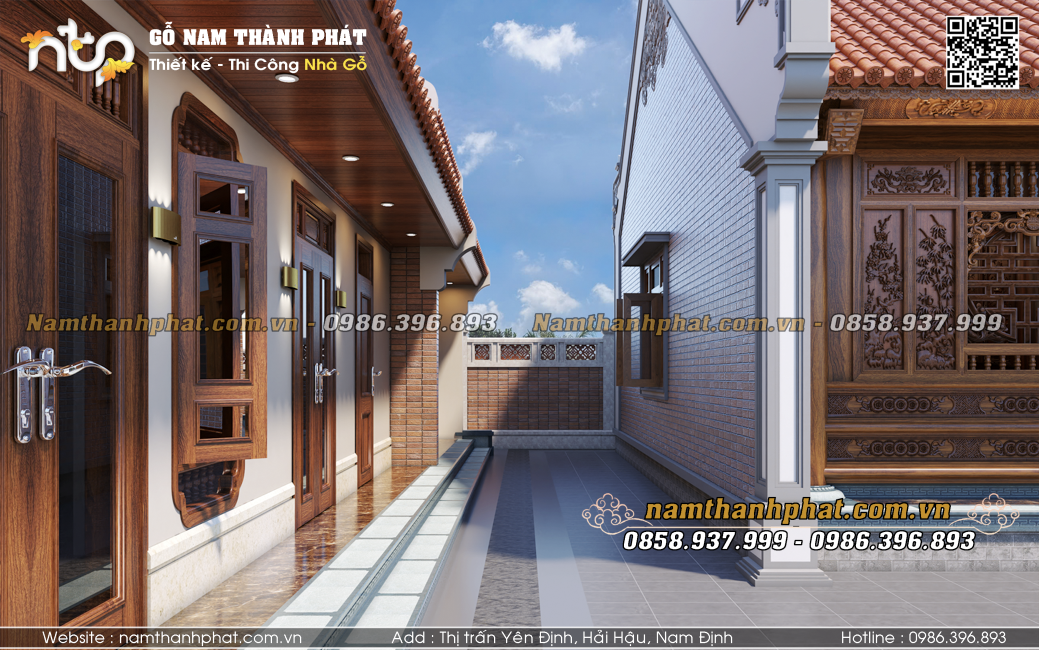 nтp
GỖ NAM THÀNH PHÁT
Thiết kế - Thi Công Nhà Gỗ
Namthanhphat.com.vn - 0986.396.893
Namthanhphat.com.vn - 0858.937.999
namthanhphat.com.vn
0858.937.999 - 0986.396.893
Website : namthanhphat.com.vn
Add : Thị trấn Yên Định, Hải Hậu, Nam Định
Hotline : 0986.396.893